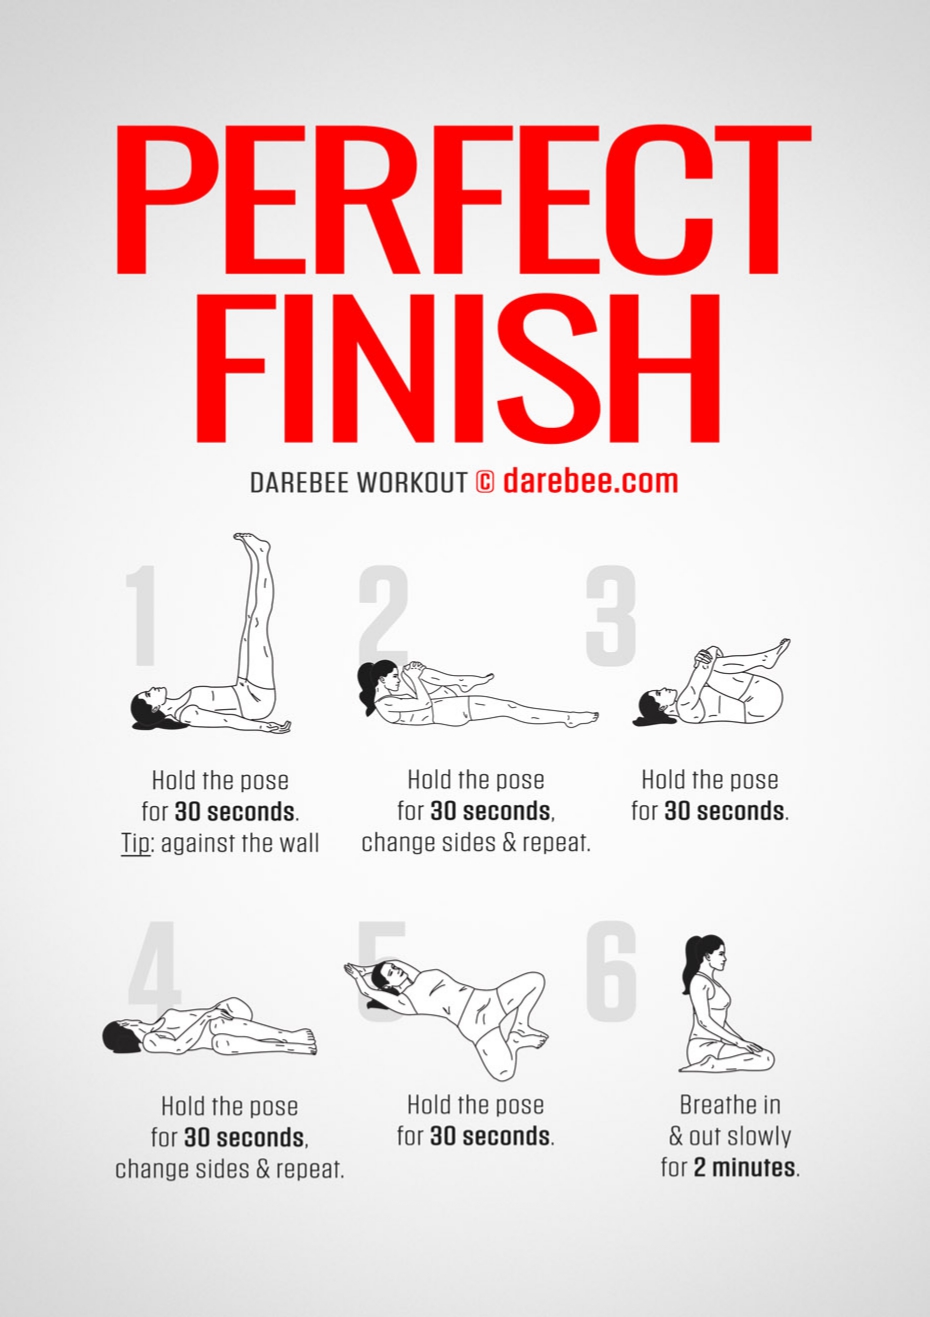 PERFECT
FINISH
DAREBEE WORKOUT © darebee.com
1
Hold the pose
for 30 seconds.
Tip: against the wall
2
Hold the pose
for 30 seconds,
change sides & repeat.
3
Hold the pose
for 30 seconds.
4
Hold the pose
for 30 seconds,
change sides & repeat.
5
Hold the pose
for 30 seconds.
6
Breathe in
& out slowly
for 2 minutes.